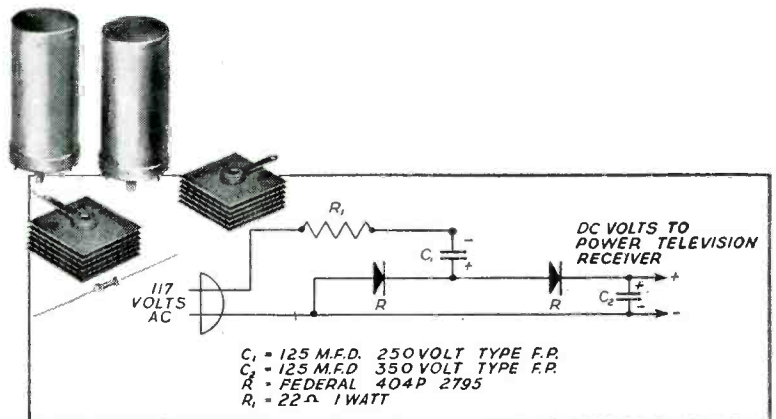 R₁
C₁
-
+
DC VOLTS TO
POWER TELEVISION
RECEIVER
+
117
VOLTS
AC
R
R
C₂
+
-
-
C₁ = 125 M.F.D. 250 VOLT TYPE F.P.
C₂ = 125 M.F.D 350 VOLT TYPE F.P.
R = FEDERAL 404P 2795
R₁ = 22Ω 1 WATT